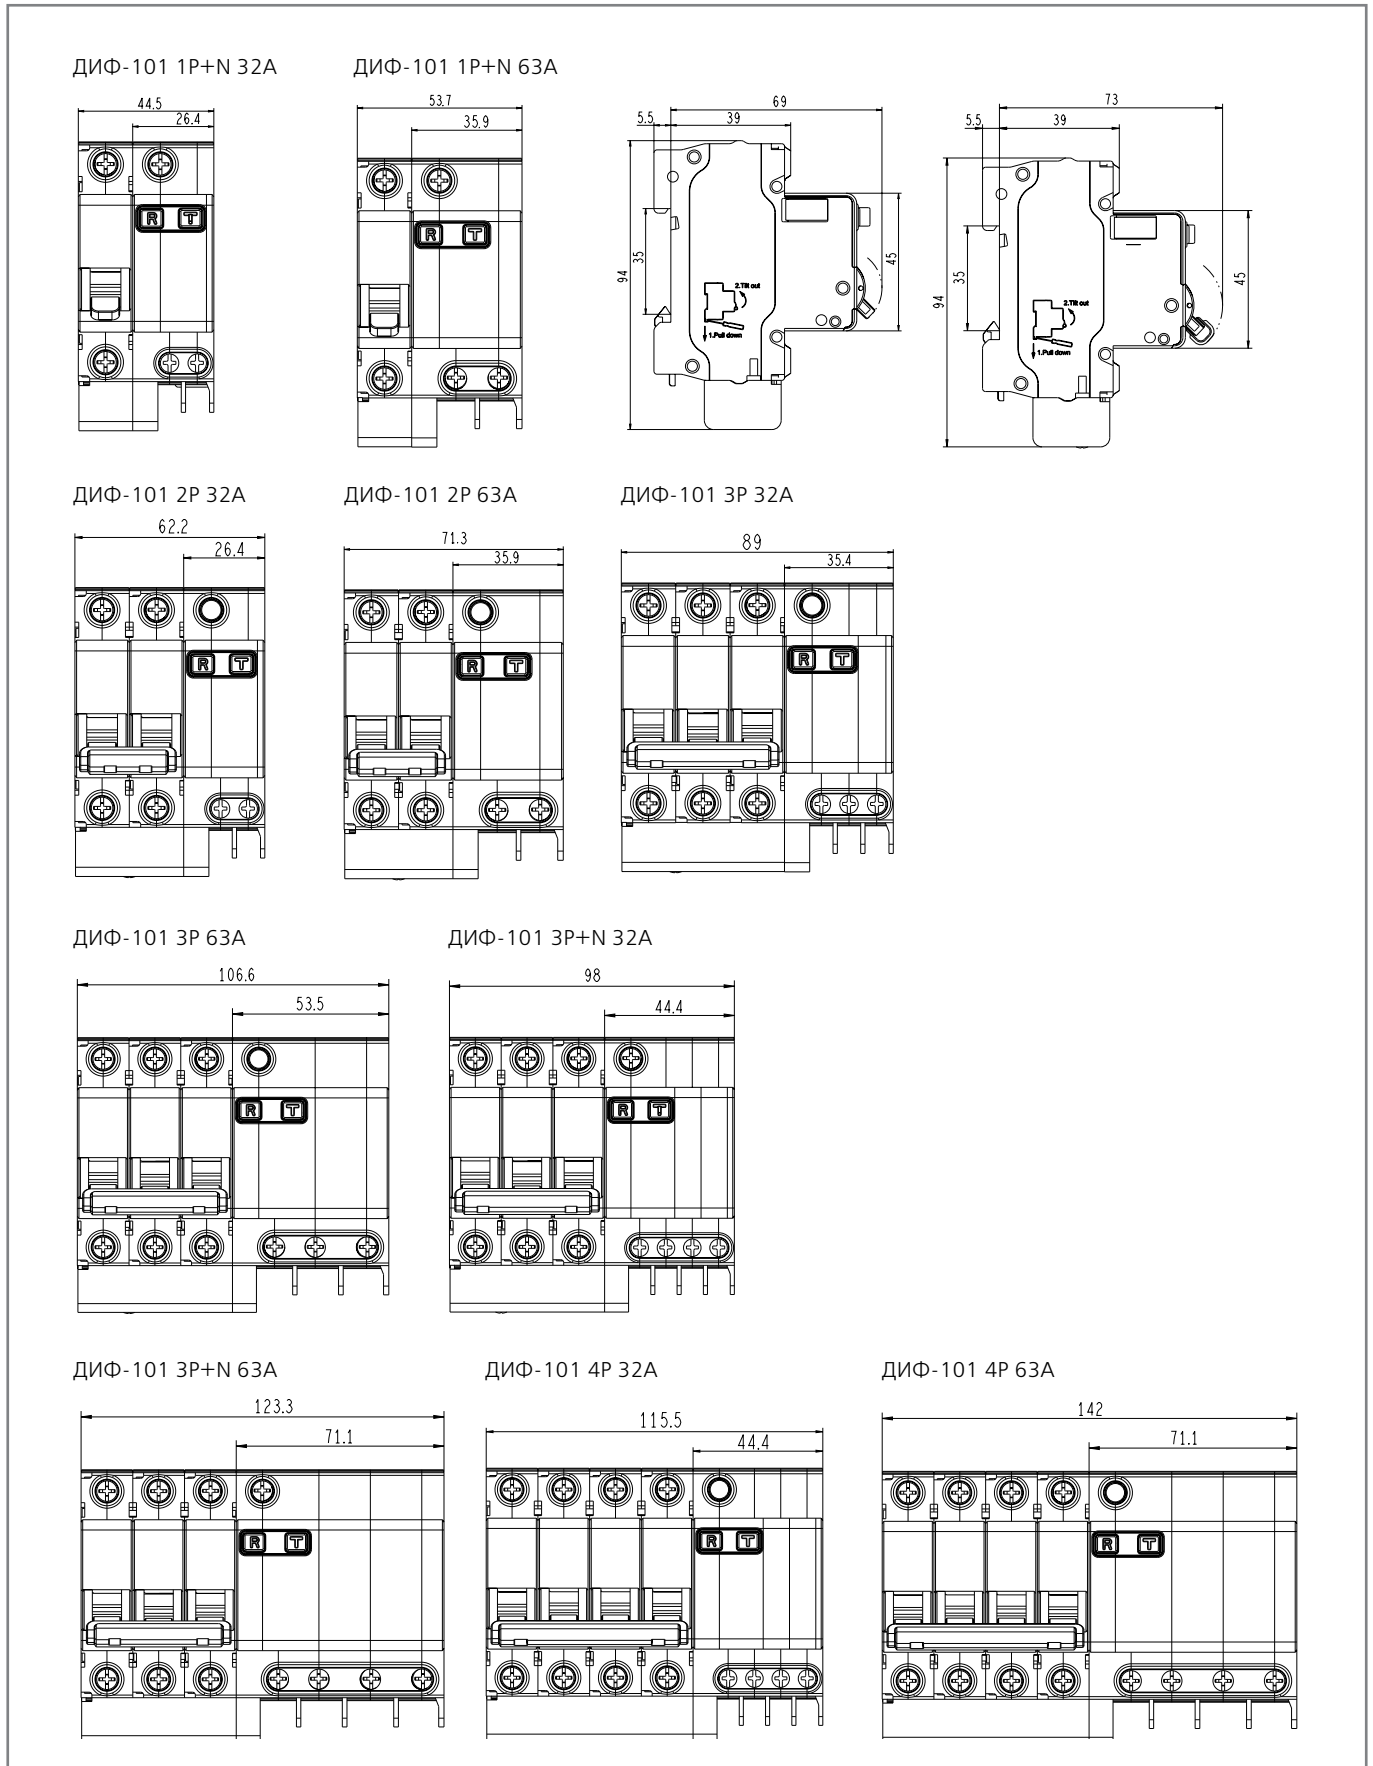 ДИФ-101 1P+N 32A
ДИФ-101 1P+N 63A
44.5
26.4
R T
53.7
35.9
R T
69
5.5
39
94
35
45
2.Tilt out
1.Pull down
73
5.5
39
94
35
45
2.Tilt out
1.Pull down
ДИФ-101 2P 32A
ДИФ-101 2P 63A
ДИФ-101 3P 32A
62.2
26.4
R T
71.3
35.9
R T
89
35.4
R T
ДИФ-101 3P 63A
ДИФ-101 3P+N 32A
106.6
53.5
R T
98
44.4
R T
ДИФ-101 3P+N 63A
ДИФ-101 4P 32A
ДИФ-101 4P 63A
123.3
71.1
R T
115.5
44.4
R T
142
71.1
R T